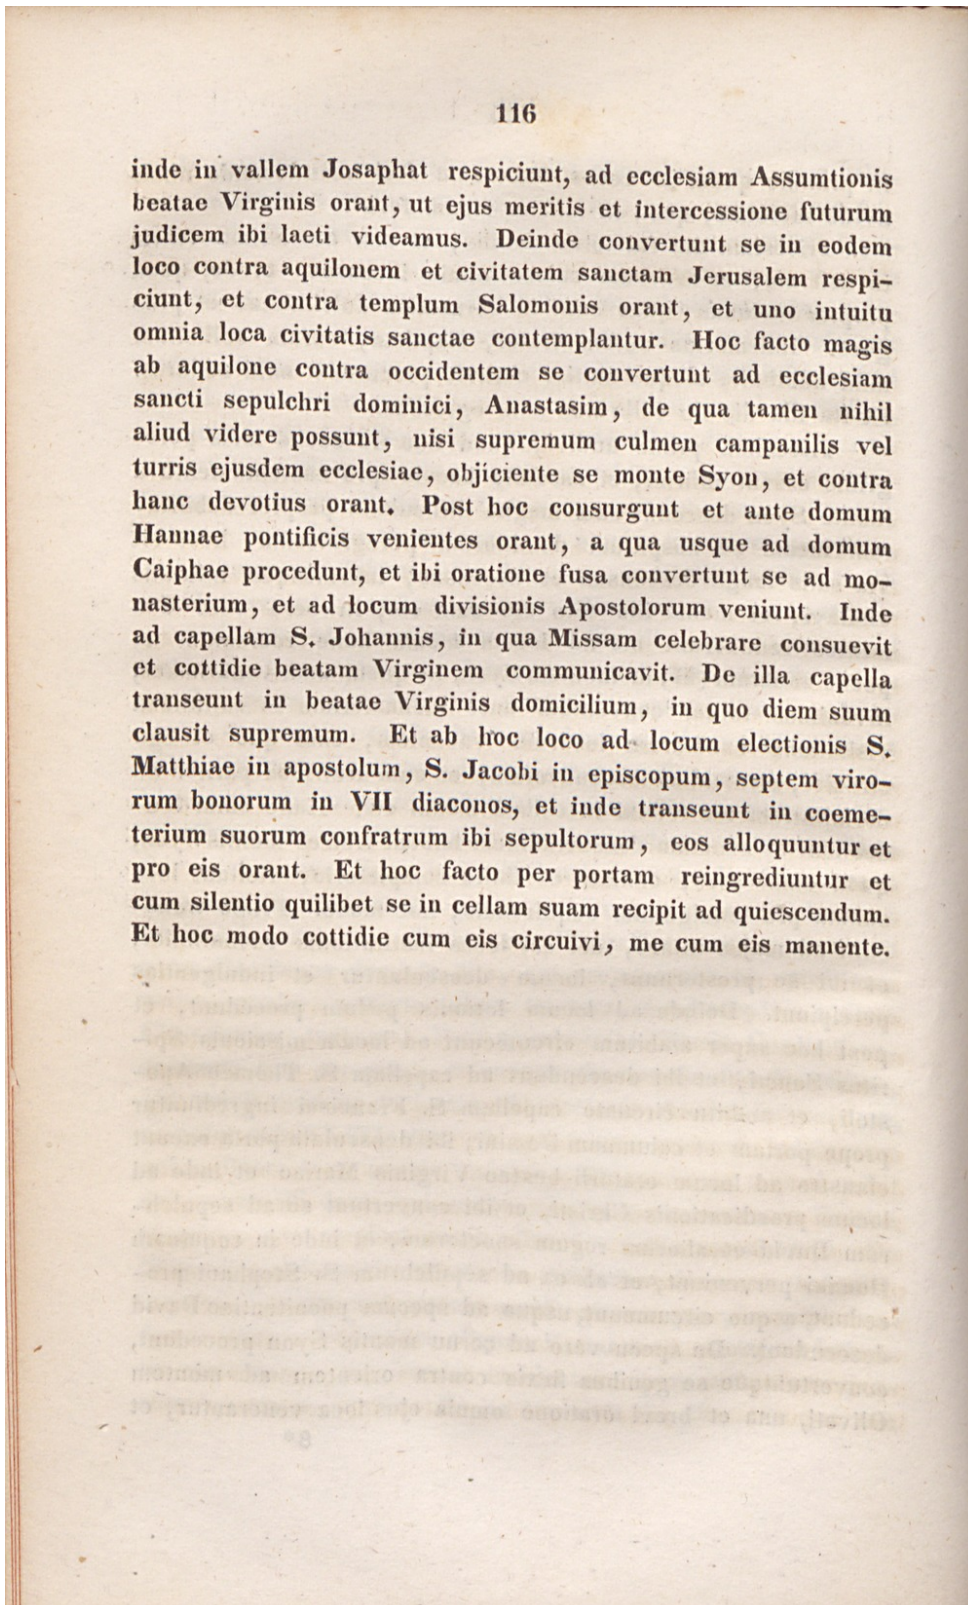 116
inde in vallem Josaphat respiciunt, ad ecclesiam Assumtionis
beatae Virginis orant, ut ejus meritis et intercessione futurum
judicem ibi laeti videamus. Deinde convertunt se in eodem
loco contra aquilonem et civitatem sanctam Jerusalem respi-
ciunt, et contra templum Salomonis orant, et uno intuitu
omnia loca civitatis sanctae contemplantur. Hoc facto magis
ab aquilone contra occidentem se convertunt ad ecclesiam
sancti sepulchri dominici, Anastasim, de qua tamen nihil
aliud videre possunt, nisi supremum culmen campanilis vel
turris ejusdem ecclesiae, objiciente se monte Syon, et contra
hanc devotius orant. Post hoc consurgunt et ante domum
Hannae pontificis venientes orant, a qua usque ad domum
Caiphae procedunt, et ibi oratione fusa convertunt se ad mo-
nasterium, et ad locum divisionis Apostolorum veniunt. Inde
ad capellam S. Johannis, in qua Missam celebrare consuevit
et cottidie beatam Virginem communicavit. De illa capella
transeunt in beatae Virginis domicilium, in quo diem suum
clausit supremum. Et ab hoc loco ad locum electionis S.
Matthiae in apostolum, S. Jacobi in episcopum, septem viro-
rum bonorum in VII diaconos, et inde transeunt in coeme-
terium suorum confratrum ibi sepultorum, eos alloquuntur et
pro eis orant. Et hoc facto per portam reingrediuntur et
cum silentio quilibet se in cellam suam recipit ad quiescendum.
Et hoc modo cottidie cum eis circuivi, me cum eis manente.